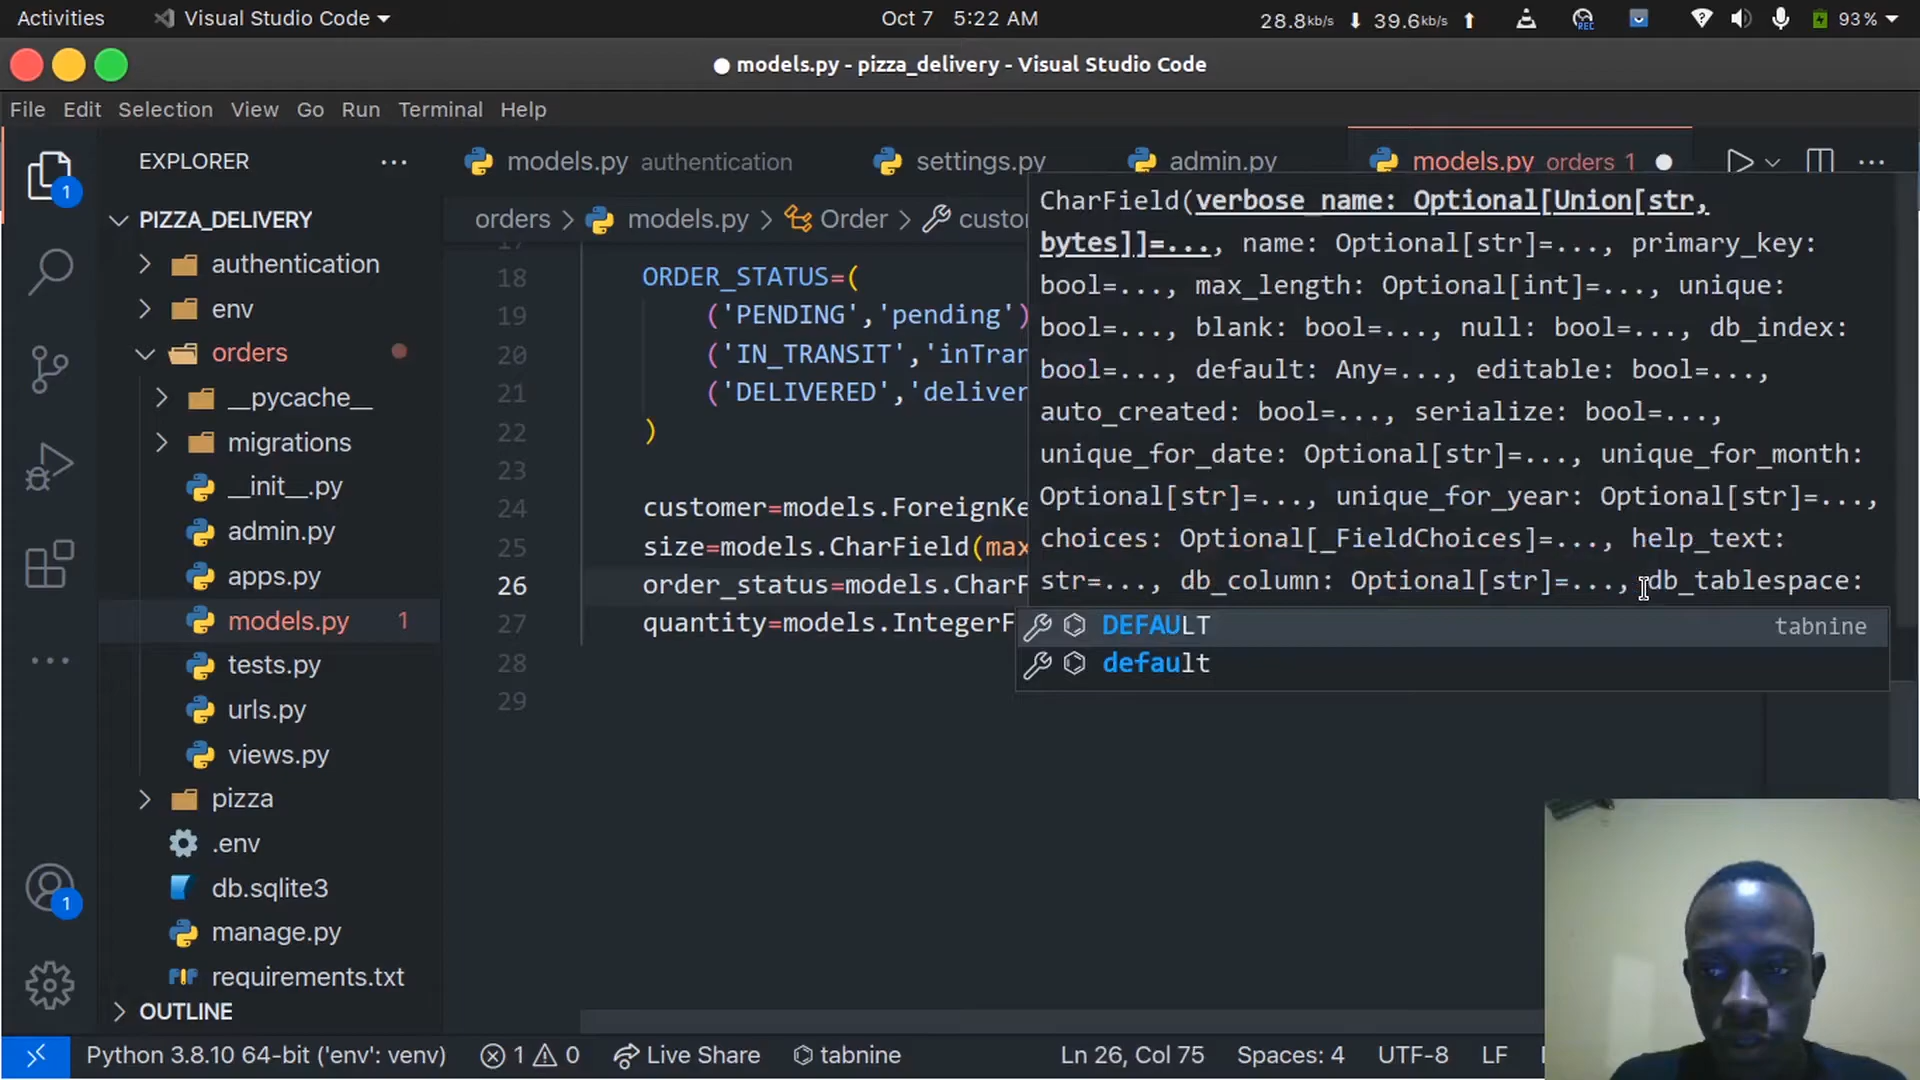 Activities
Visual Studio Code
Oct 7 5:22 AM
28.8kb/s
39.6kb/s
REC
93%
models.py - pizza_delivery - Visual Studio Code
File Edit Selection View Go Run Terminal Help
EXPLORER
models.py authentication
settings.py
admin.py
models.py orders 1
PIZZA_DELIVERY
authentication
env
orders
__pycache__
migrations
__init__.py
admin.py
apps.py
models.py 1
tests.py
urls.py
views.py
pizza
.env
db.sqlite3
manage.py
requirements.txt
OUTLINE
1
1
orders > models.py > Order > custo
17
18 ORDER_STATUS=(
19 ('PENDING','pending')
20 ('IN_TRANSIT','inTran
21 ('DELIVERED','deliver
22 )
23
24 customer=models.ForeignKe
25 size=models.CharField(max
26 order_status=models.CharF
27 quantity=models.IntegerF
28
29
CharField(verbose_name: Optional[Union[str,
bytes]]=..., name: Optional[str]=..., primary_key:
bool=..., max_length: Optional[int]=..., unique:
bool=..., blank: bool=..., null: bool=..., db_index:
bool=..., default: Any=..., editable: bool=...,
auto_created: bool=..., serialize: bool=...,
unique_for_date: Optional[str]=..., unique_for_month:
Optional[str]=..., unique_for_year: Optional[str]=...,
choices: Optional[_FieldChoices]=..., help_text:
str=..., db_column: Optional[str]=..., db_tablespace:
DEFAULT tabnine
default
Python 3.8.10 64-bit ('env': venv)
1 0
Live Share
tabnine
Ln 26, Col 75
Spaces: 4
UTF-8
LF